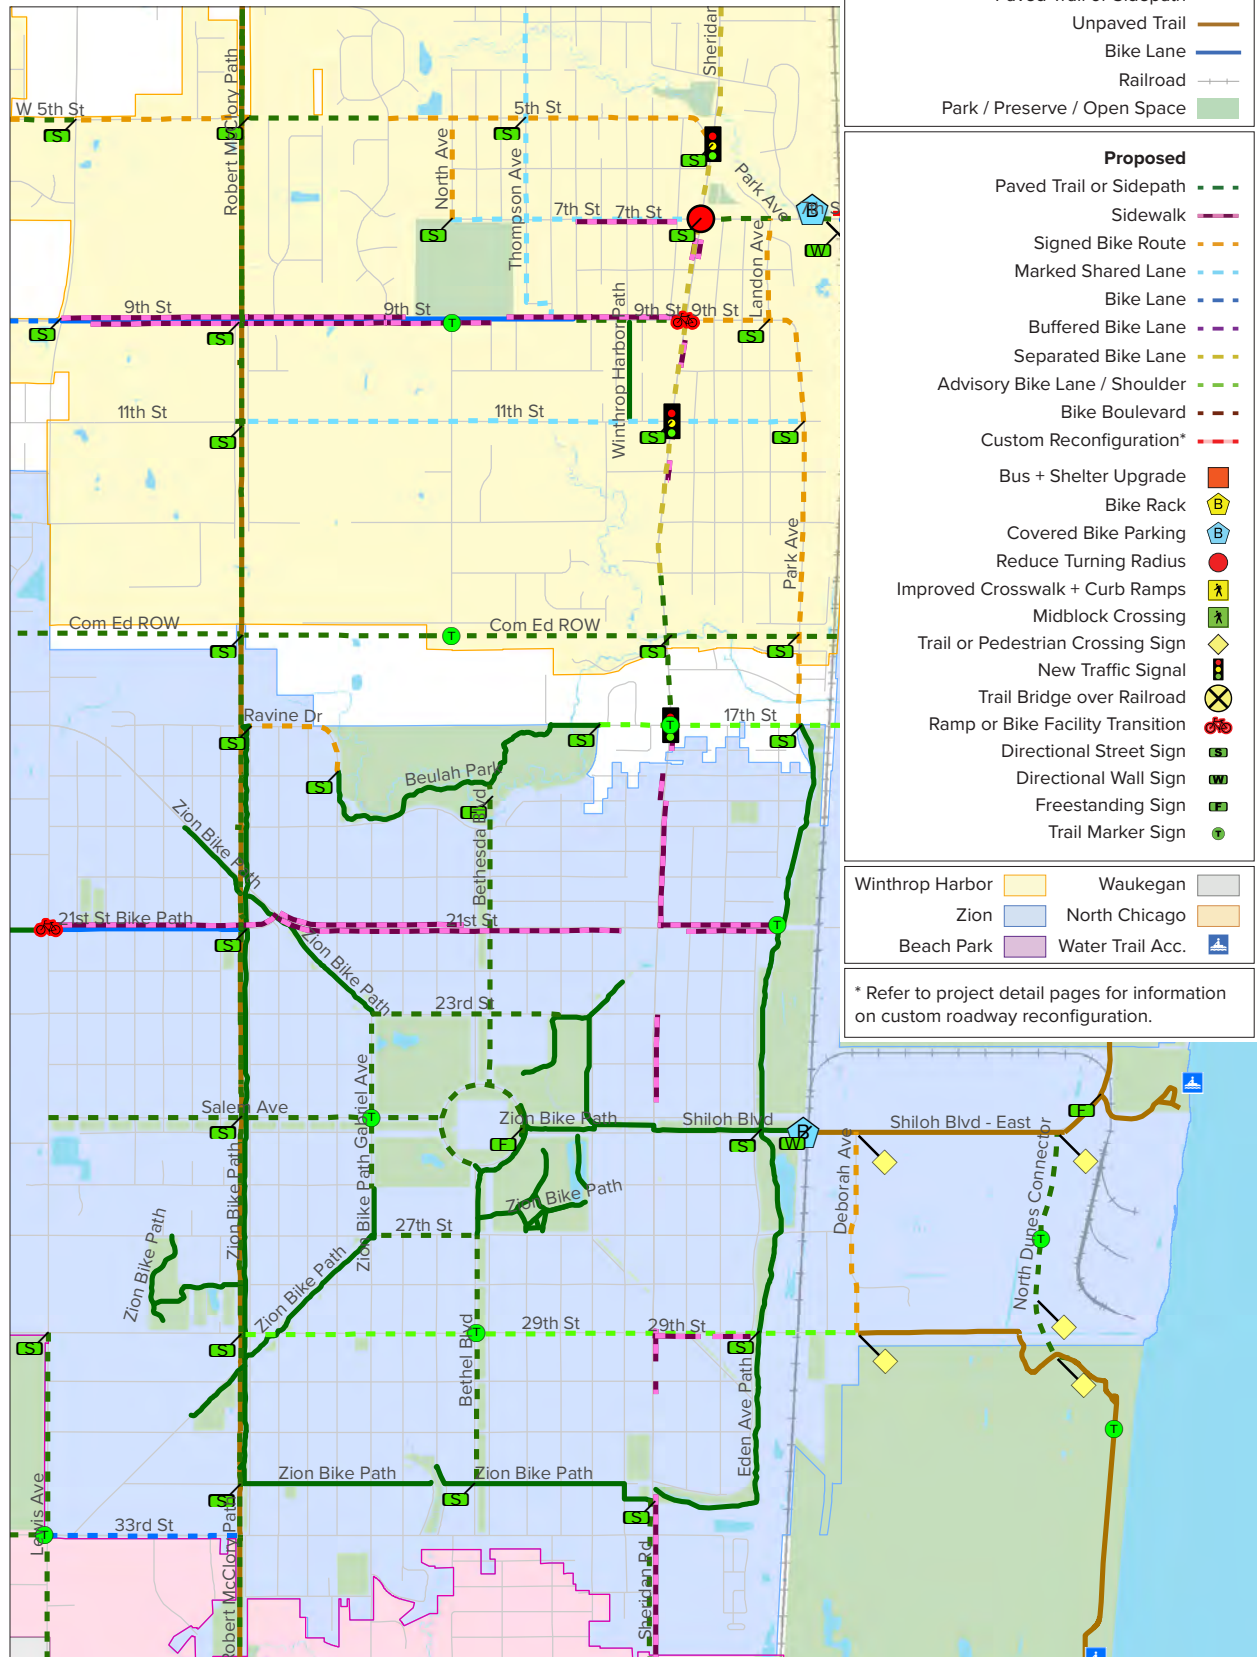 Unpaved Trail
Bike Lane
Railroad
Park / Preserve / Open Space
Proposed
Paved Trail or Sidepath
Sidewalk
Signed Bike Route
Marked Shared Lane
Bike Lane
Buffered Bike Lane
Separated Bike Lane
Advisory Bike Lane / Shoulder
Bike Boulevard
Custom Reconfiguration*
Bus + Shelter Upgrade
Bike Rack
B
Covered Bike Parking
B
Reduce Turning Radius
Improved Crosswalk + Curb Ramps
Midblock Crossing
Trail or Pedestrian Crossing Sign
New Traffic Signal
Trail Bridge over Railroad
Ramp or Bike Facility Transition
Directional Street Sign
S
Directional Wall Sign
W
Freestanding Sign
F
Trail Marker Sign
T
Winthrop Harbor
Waukegan
Zion
North Chicago
Beach Park
Water Trail Acc.
* Refer to project detail pages for information
on custom roadway reconfiguration.
Sheridan
Robert McClory Path
W 5th St
5th St
North Ave
Thompson Ave
Park Ave
7th St
7th St
Landon Ave
9th St
9th St
9th St
9th St
Winthrop Harbor Path
11th St
11th St
Park Ave
Com Ed ROW
Com Ed ROW
Ravine Dr
17th St
Beulah Park
Bethesda Blvd
Zion Bike Path
21st St Bike Path
21st St
Zion Bike Path
23rd St
Zion Bike Path Gabriel Ave
Salem Ave
Zion Bike Path
Shiloh Blvd
Shiloh Blvd - East
Deborah Ave
North Dunes Connector
Zion Bike Path
Zion Bike Path
27th St
Zion Bike Path
Zion Bike Path
29th St
29th St
Bethel Blvd
Eden Ave Path
Zion Bike Path
Zion Bike Path
Lewis Ave
33rd St
Robert McClory Path
Sheridan Rd